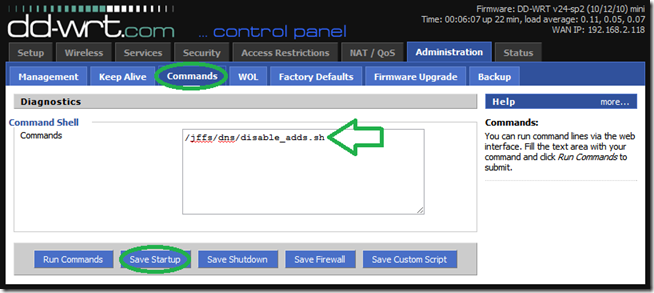 dd-wrt.com ... control panel
Firmware: DD-WRT v24-sp2 (10/12/10) mini
Time: 00:06:07 up 22 min, load average: 0.11, 0.05, 0.07
WAN IP: 192.168.2.118
Setup Wireless Services Security Access Restrictions NAT / QoS Administration Status
Management Keep Alive Commands WOL Factory Defaults Firmware Upgrade Backup
Diagnostics
Command Shell
Commands
/jffs/dns/disable_adds.sh
Run Commands Save Startup Save Shutdown Save Firewall Save Custom Script
Help more...
Commands:
You can run command lines via the web
interface. Fill the text area with your
command and click Run Commands to
submit.